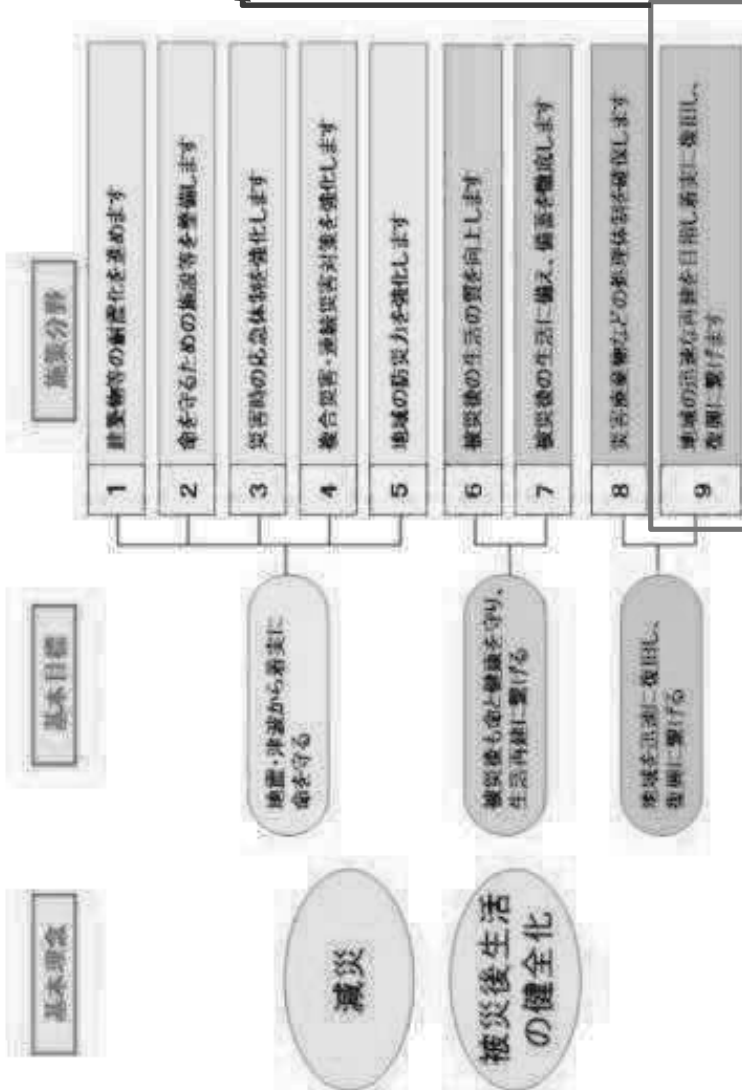 基本理念
基本目標
施策分野
減災
被災後生活
の健全化
地震・津波から着実に
命を守る
被災後も命と健康を守り、
生活再建に繋げる
地域を迅速に復旧し、
復興に繋げる
1 建築物等の耐震化を進めます
2 命を守るための施設等を整備します
3 災害時の応急体制を強化します
4 複合災害・連続災害対策を強化します
5 地域の防災力を強化します
6 被災後の生活の質を向上します
7 被災後の生活に備え、備蓄を徹底します
8 災害廃棄物などの処理体制を確保します
9 地域の迅速な再建を目指し着実に復旧し、
復興に繋げます